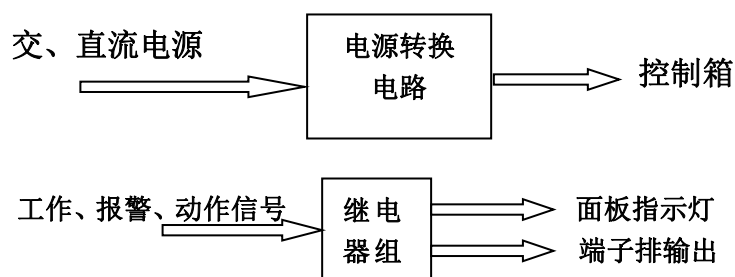 交、直流电源
电源转换
电路
控制箱
工作、报警、动作信号
继电
器组
面板指示灯
端子排输出